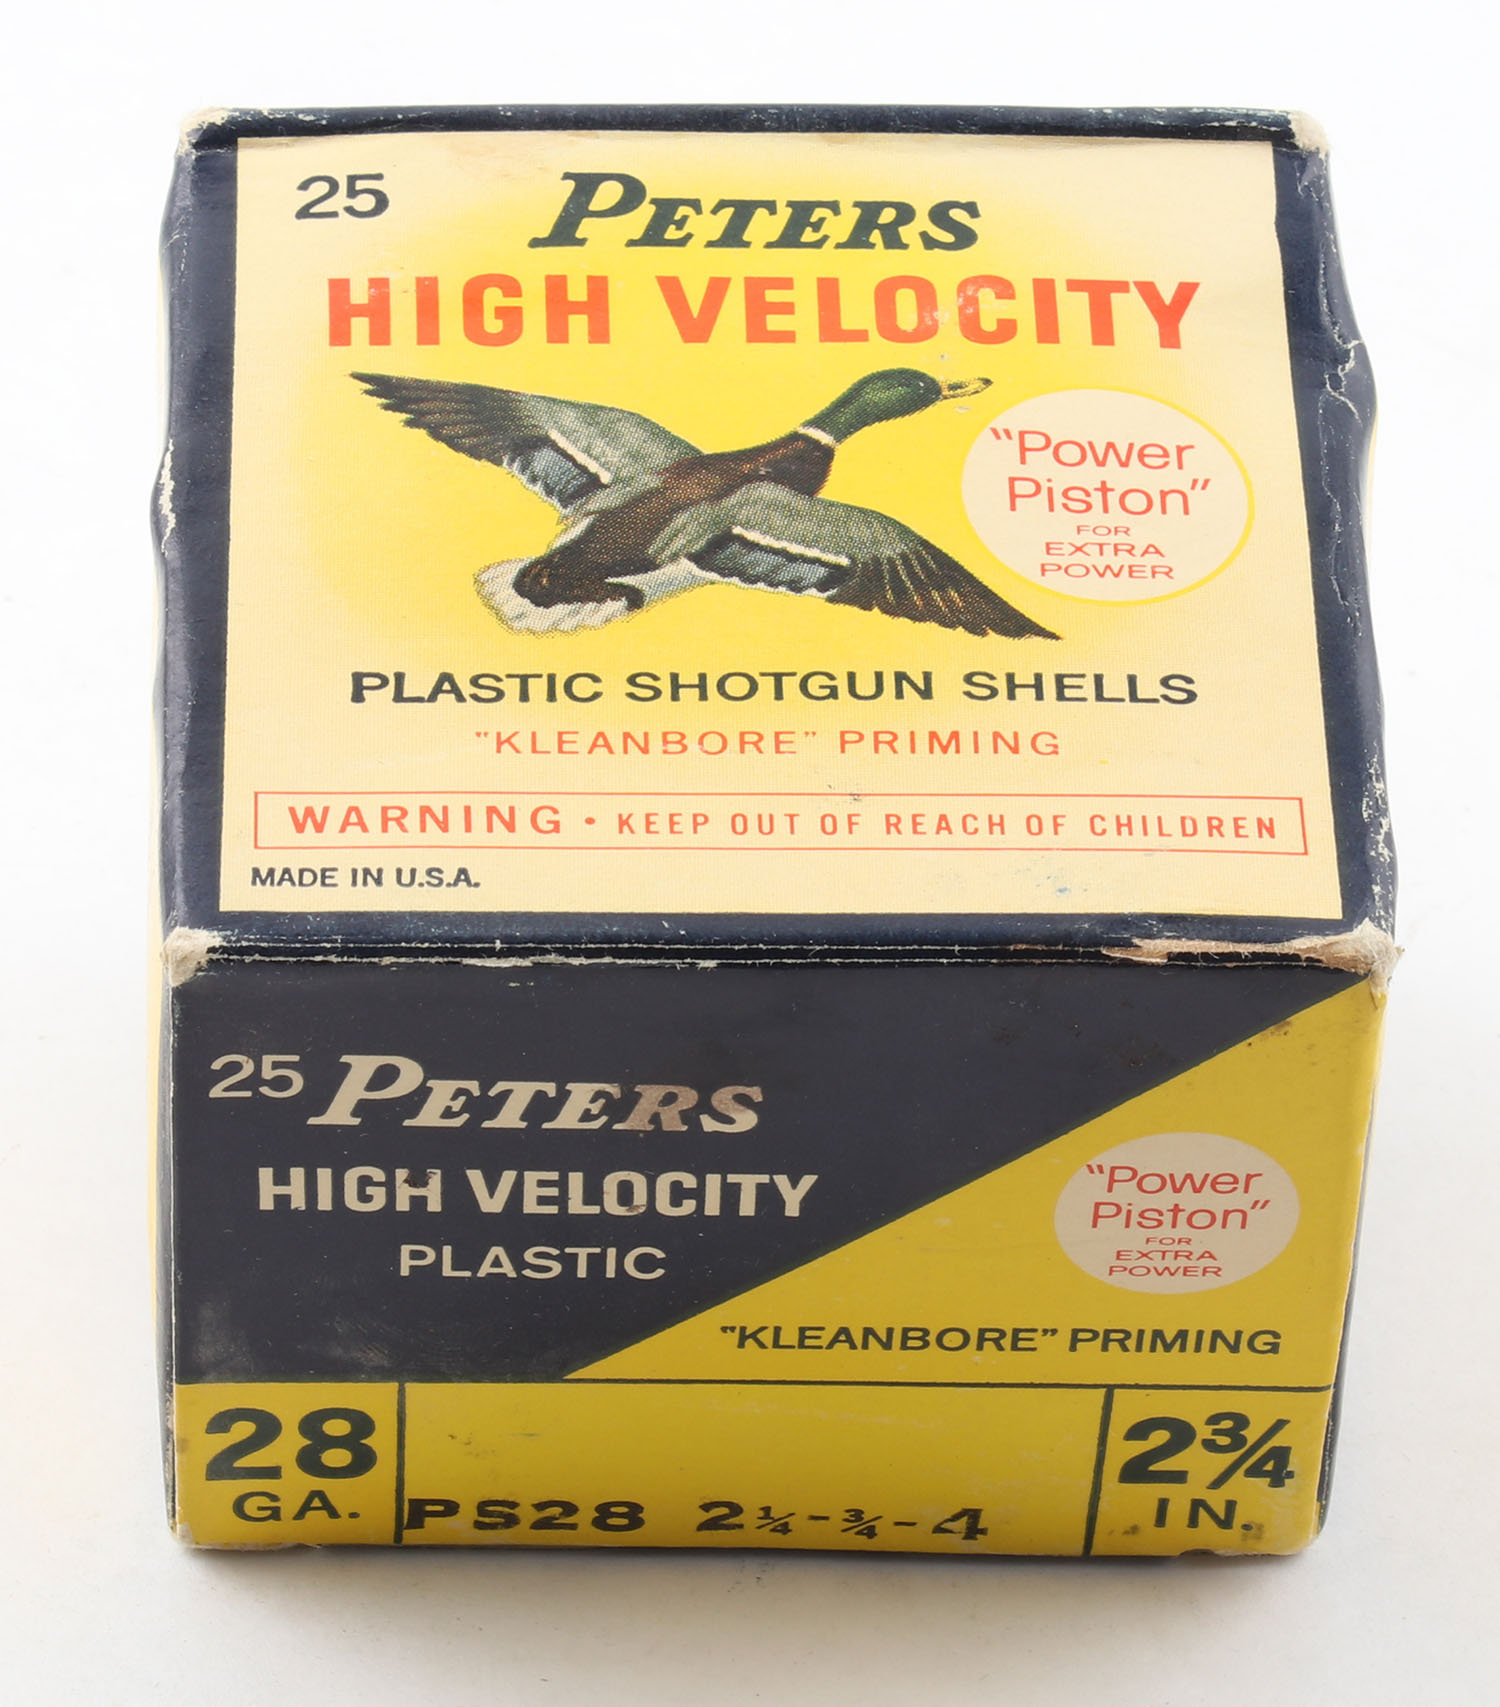 25 PETERS
HIGH VELOCITY
"Power
Piston"
FOR
EXTRA
POWER
PLASTIC SHOTGUN SHELLS
"KLEANBORE" PRIMING
WARNING • KEEP OUT OF REACH OF CHILDREN
MADE IN U.S.A.
25 PETERS
HIGH VELOCITY
PLASTIC
"Power
Piston"
FOR
EXTRA
POWER
"KLEANBORE" PRIMING
28
GA.
PS28 2¼-¾-4
2¾
IN.